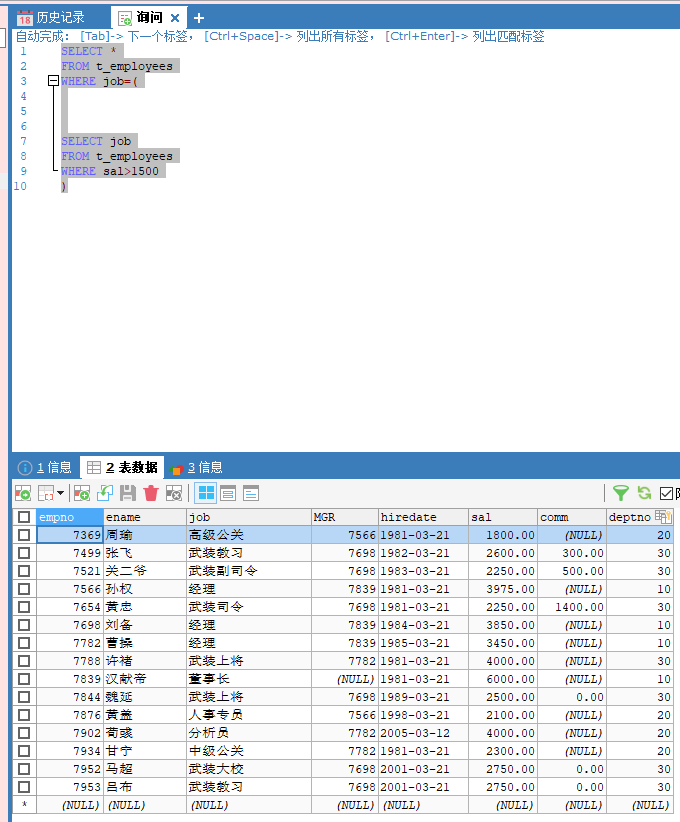 18 历史记录 询问 × +
自动完成: [Tab]-> 下一个标签, [Ctrl+Space]-> 列出所有标签, [Ctrl+Enter]-> 列出匹配标签
1 SELECT *
2 FROM t_employees
3 WHERE job=(
4
5
6
7 SELECT job
8 FROM t_employees
9 WHERE sal>1500
10 )
1 信息 2 表数据 3 信息
empno ename job MGR hiredate sal comm deptno
7369 周瑜 高级公关 7566 1981-03-21 1800.00 (NULL) 20
7499 张飞 武装教习 7698 1982-03-21 2600.00 300.00 30
7521 关二爷 武装副司令 7698 1983-03-21 2250.00 500.00 30
7566 孙权 经理 7839 1981-03-21 3975.00 (NULL) 10
7654 黄忠 武装司令 7698 1981-03-21 2250.00 1400.00 30
7698 刘备 经理 7839 1984-03-21 3850.00 (NULL) 10
7782 曹操 经理 7839 1985-03-21 3450.00 (NULL) 10
7788 许褚 武装上将 7782 1981-03-21 4000.00 (NULL) 30
7839 汉献帝 董事长 (NULL) 1981-03-21 6000.00 (NULL) 10
7844 魏延 武装上将 7698 1989-03-21 2500.00 0.00 30
7876 黄盖 人事专员 7566 1998-03-21 2100.00 (NULL) 20
7902 荀彧 分析员 7782 2005-03-12 4000.00 (NULL) 20
7934 甘宁 中级公关 7782 1981-03-21 2300.00 (NULL) 20
7952 马超 武装大校 7698 2001-03-21 2750.00 0.00 30
7953 吕布 武装教习 7698 2001-03-21 2750.00 0.00 30
* (NULL) (NULL) (NULL) (NULL) (NULL) (NULL) (NULL) (NULL)